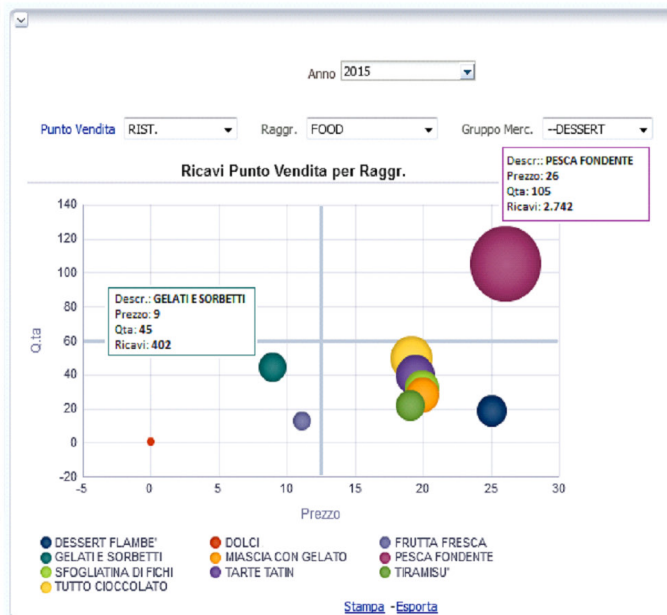 Anno 2015
Punto Vendita RIST. Raggr. FOOD Gruppo Merc. --DESSERT
Descr.: PESCA FONDENTE
Prezzo: 26
Qta: 105
Ricavi: 2.742
Ricavi Punto Vendita per Raggr.
140
120
100
80
60
40
20
0
-20
Q.ta
Descr.: GELATI E SORBETTI
Prezzo: 9
Qta: 45
Ricavi: 402
-5 0 5 10 15 20 25 30
Prezzo
DESSERT FLAMBE' DOLCI FRUTTA FRESCA
GELATI E SORBETTI MIASCIA CON GELATO PESCA FONDENTE
SFOGLIATINA DI FICHI TARTE TATIN TIRAMISU'
TUTTO CIOCCOLATO
Stampa - Esporta